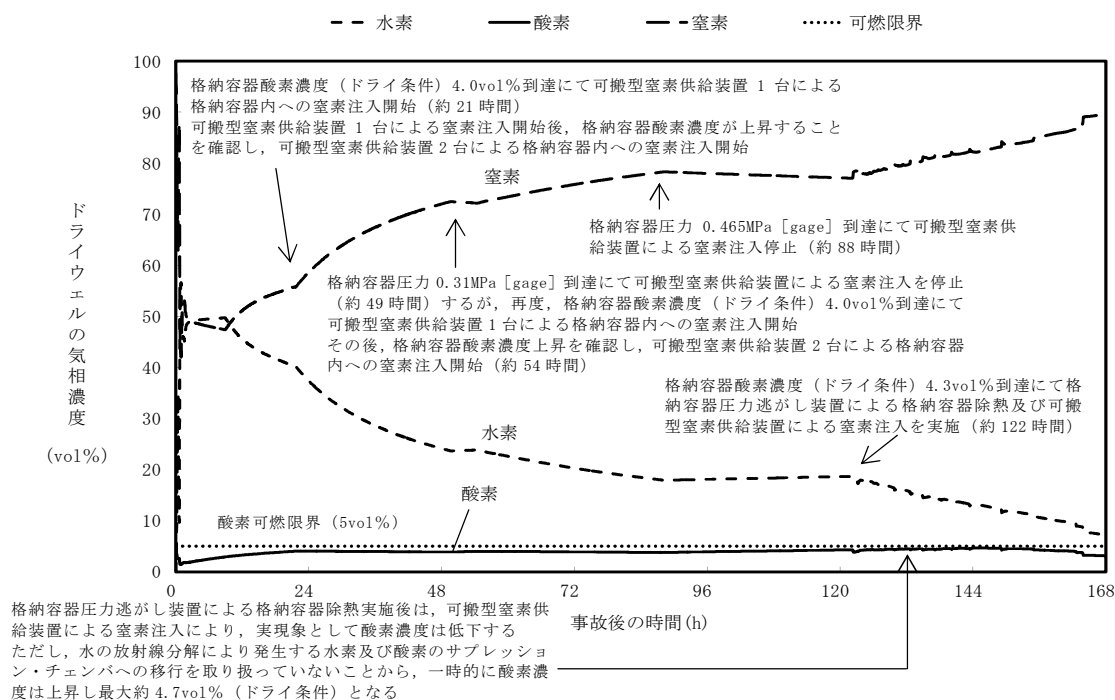 水素
酸素
窒素
可燃限界
100
90
80
70
60
50
40
30
20
10
0
ドライウェルの気相濃度
(vol%)
格納容器酸素濃度（ドライ条件）4.0vol%到達にて可搬型窒素供給装置 1 台による
格納容器内への窒素注入開始（約 21 時間）
可搬型窒素供給装置 1 台による窒素注入開始後，格納容器酸素濃度が上昇すること
を確認し，可搬型窒素供給装置 2 台による格納容器内への窒素注入開始
窒素
格納容器圧力 0.465MPa［gage］到達にて可搬型窒素供
給装置による窒素注入停止（約 88 時間）
格納容器圧力 0.31MPa［gage］到達にて可搬型窒素供給装置による窒素注入を停止
（約 49 時間）するが，再度，格納容器酸素濃度（ドライ条件）4.0vol%到達にて
可搬型窒素供給装置 1 台による格納容器内への窒素注入開始
その後，格納容器酸素濃度上昇を確認し，可搬型窒素供給装置 2 台による格納容器
内への窒素注入開始（約 54 時間）
格納容器酸素濃度（ドライ条件）4.3vol%到達にて格
納容器圧力逃がし装置による格納容器除熱及び可搬
型窒素供給装置による窒素注入を実施（約 122 時間）
水素
酸素
酸素可燃限界（5vol%）
0
24
48
72
96
120
144
168
事故後の時間(h)
格納容器圧力逃がし装置による格納容器除熱実施後は，可搬型窒素供
給装置による窒素注入により，実現象として酸素濃度は低下する
ただし，水の放射線分解により発生する水素及び酸素のサプレッショ
ン・チェンバへの移行を取り扱っていないことから，一時的に酸素濃
度は上昇し最大約 4.7vol%（ドライ条件）となる